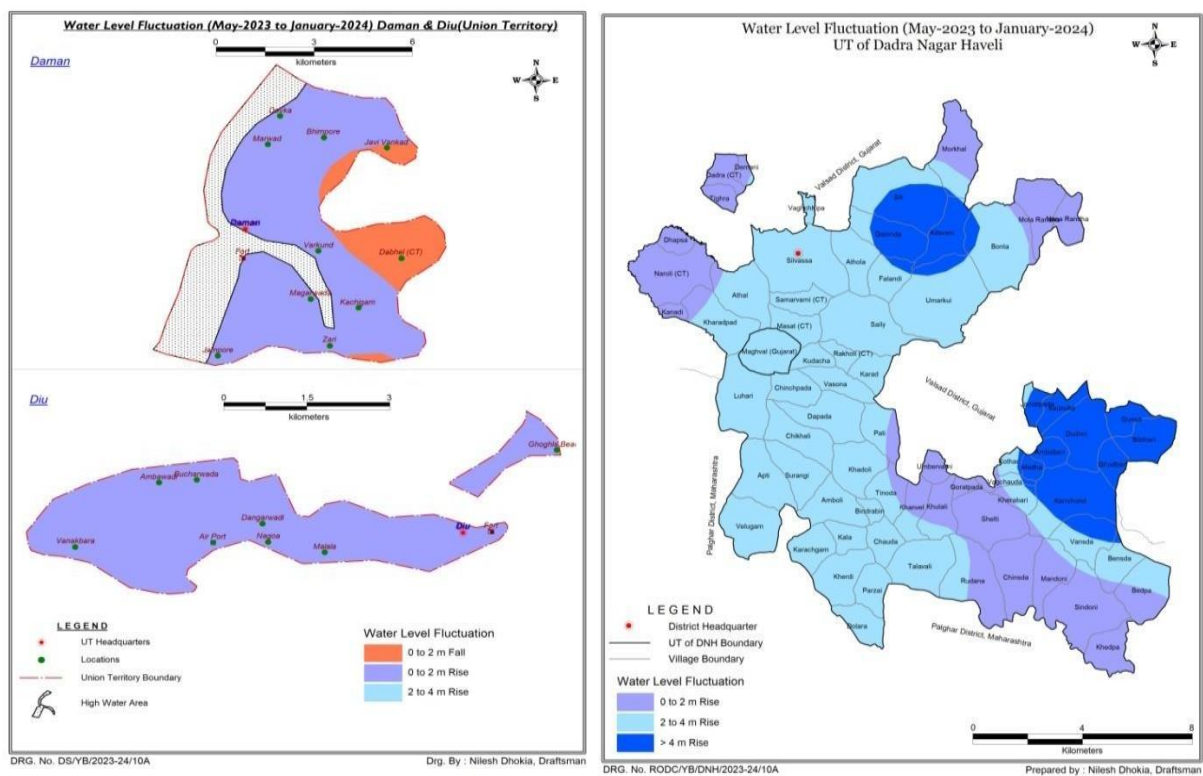 Water Level Fluctuation (May-2023 to January-2024) Daman & Diu(Union Territory)
0 3 6
kilometers
Daman
N
W E
S
Marwad
Bhimpore
Javi Vankad
Daman
Fort
Varkund
Dabhel (CT)
Magarwada
Kachigam
Zari
Jampore
Diu
0 1.5 3
kilometers
Ambawadi
Bucherwada
Vanakbara
Air Port
Dangarwadi
Nagoa
Malala
Diu
Fort
LEGEND
UT Headquarters
Locations
Union Territory Boundary
High Water Area
Water Level Fluctuation
0 to 2 m Fall
0 to 2 m Rise
2 to 4 m Rise
DRG. No. DS/YB/2023-24/10A
Drg. By : Nilesh Dhokia, Draftsman
Water Level Fluctuation (May-2023 to January-2024)
UT of Dadra Nagar Haveli
N
W E
S
Valsad District, Gujarat
Morkhal
Demani
Dadra (CT)
Tighra
Dhapsa
Naroli (CT)
Kanadi
Silvassa
Athola
Falandi
Bonta
Umarkui
Athal
Samarvarni (CT)
Kharadpad
Masat (CT)
Saily
Maghval (Gujarat)
Kudacha
Rakholi (CT)
Karad
Luhari
Chinchpada
Vasona
Dapada
Chikhali
Pati
Valsad District, Gujarat
Apti
Surangi
Khadoli
Tinoda
Goratpada
Khanvel
Khutali
Velugam
Amboli
Bindrabin
Shelti
Kherabari
Karachgam
Kala
Chauda
Vansda
Bensda
Kherdi
Talavali
Parzai
Rudana
Chinsda
Mandoni
Bedpa
Sindoni
Dolara
Khedpa
Palghar District, Maharashtra
Palghar District, Maharashtra
LEGEND
District Headquarter
UT of DNH Boundary
Village Boundary
Water Level Fluctuation
0 to 2 m Rise
2 to 4 m Rise
> 4 m Rise
0 4 8
Kilometers
DRG. No. RODC/YB/DNH/2023-24/10A
Prepared by : Nilesh Dhokia, Draftsman